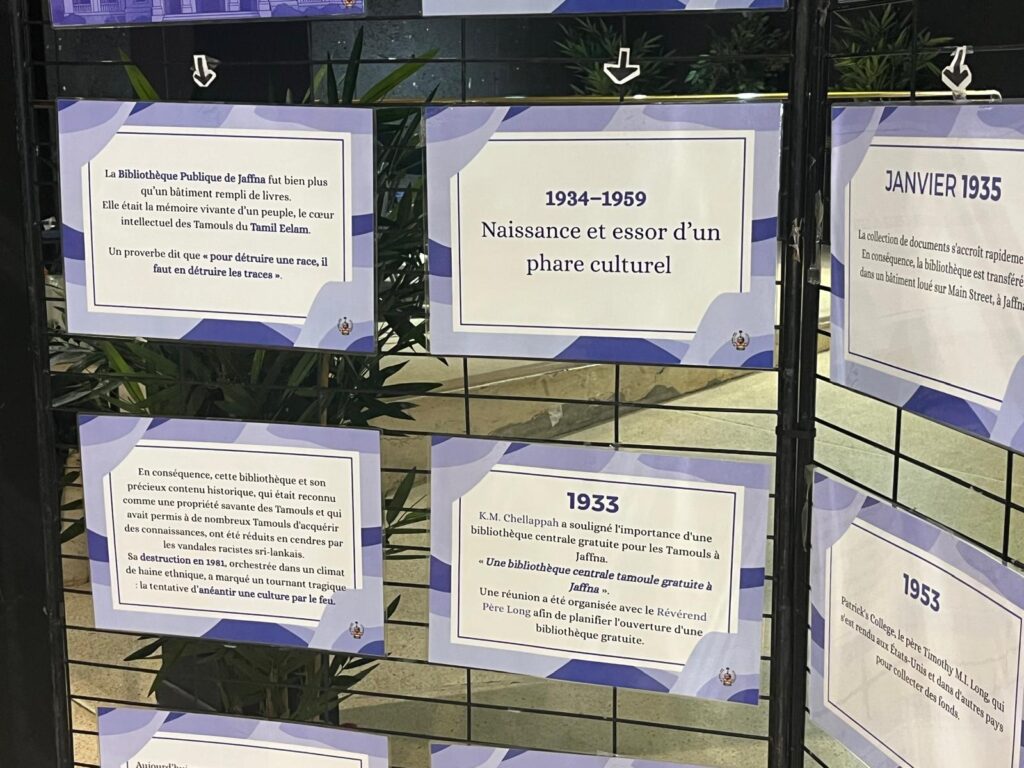 La Bibliothèque Publique de Jaffna fut bien plus
qu'un bâtiment rempli de livres.
Elle était la mémoire vivante d'un peuple, le cœur
intellectuel des Tamouls du Tamil Eelam.
Un proverbe dit que « pour détruire une race, il
faut en détruire les traces ».
En conséquence, cette bibliothèque et son
précieux contenu historique, qui était reconnu
comme une propriété savante des Tamouls et qui
avait permis à de nombreux Tamouls d'acquérir
des connaissances, ont été réduits en cendres par
les vandales racistes sri-lankais.
Sa destruction en 1981, orchestrée dans un climat
de haine ethnique, a marqué un tournant tragique
: la tentative d'anéantir une culture par le feu.
Aujourd'hui
1934–1959
Naissance et essor d'un
phare culturel
1933
K.M. Chellappah a souligné l'importance d'une
bibliothèque centrale gratuite pour les Tamouls à
Jaffna.
« Une bibliothèque centrale tamoule gratuite à
Jaffna ».
Une réunion a été organisée avec le Révérend
Père Long afin de planifier l'ouverture d'une
bibliothèque gratuite.
JANVIER 1935
La collection de documents s'accroît rapideme
En conséquence, la bibliothèque est transféré
dans un bâtiment loué sur Main Street, à Jaffn
1953
Patrick's College, le père Timothy M.I. Long, qui
s'est rendu aux États-Unis et dans d'autres pays
pour collecter des fonds.